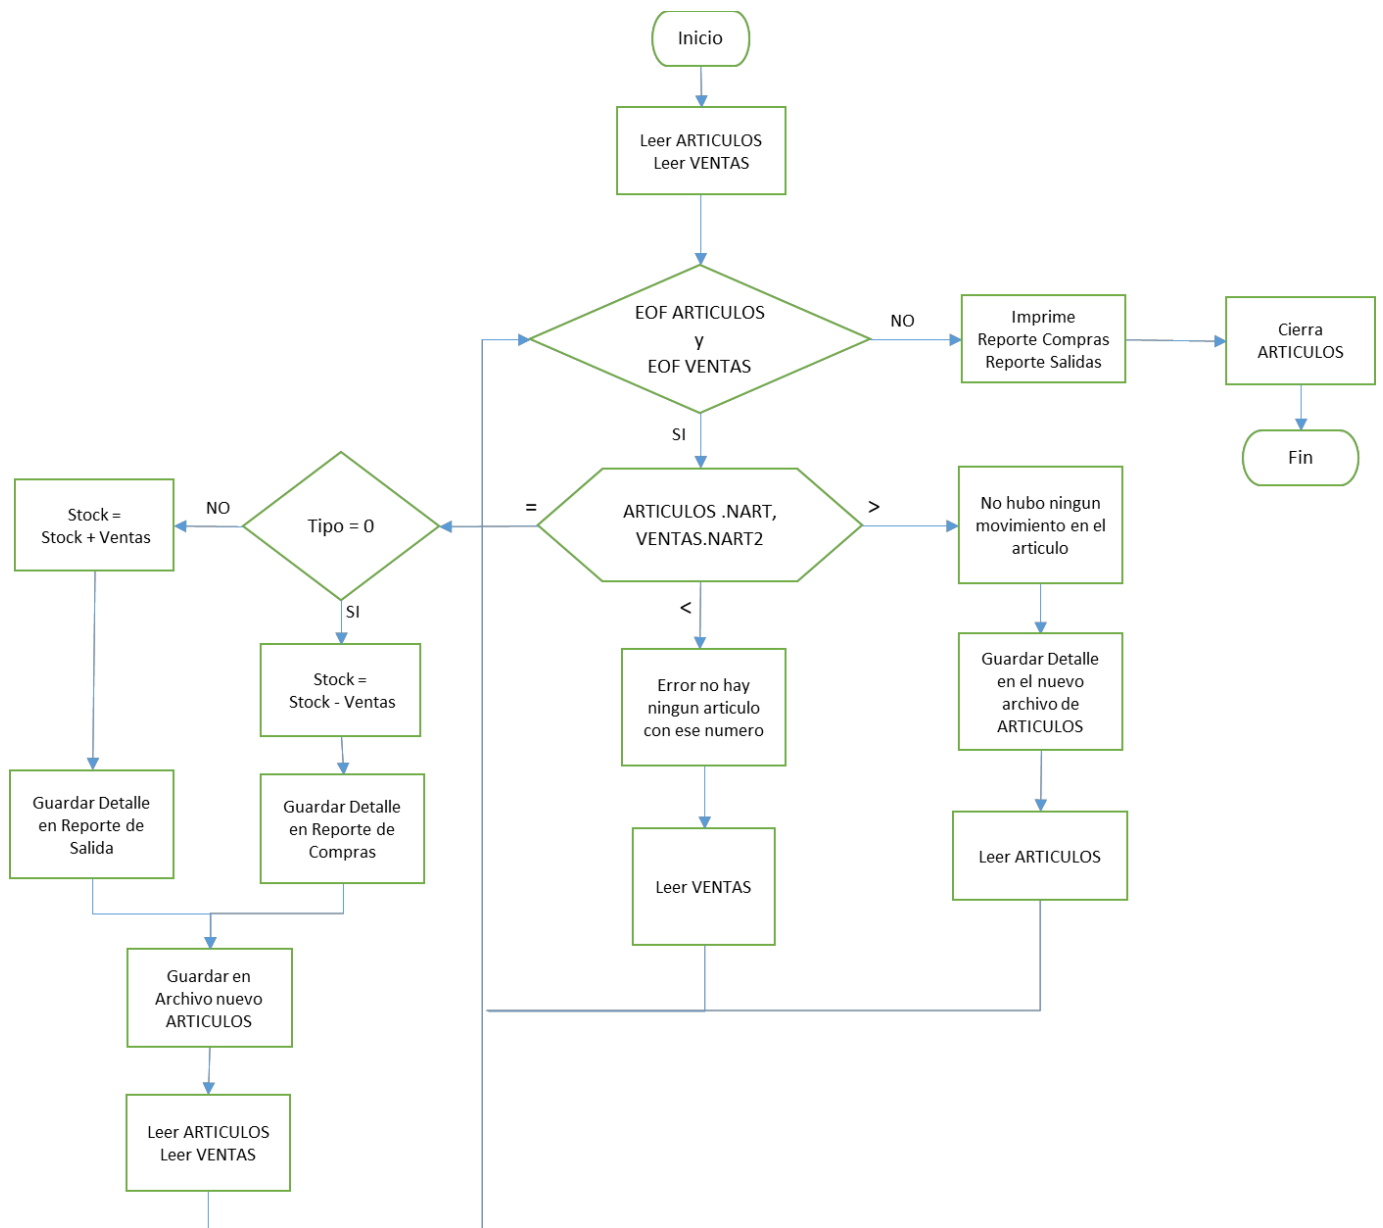 Inicio
Leer ARTICULOS
Leer VENTAS
EOF ARTICULOS
y
EOF VENTAS
NO
Imprime
Reporte Compras
Reporte Salidas
Cierra
ARTICULOS
Fin
SI
ARTICULOS .NART,
VENTAS.NART2
=
>
<
Tipo = 0
NO
SI
Stock =
Stock + Ventas
Stock =
Stock - Ventas
Guardar Detalle
en Reporte de
Salida
Guardar Detalle
en Reporte de
Compras
Guardar en
Archivo nuevo
ARTICULOS
Leer ARTICULOS
Leer VENTAS
Error no hay
ningun articulo
con ese numero
Leer VENTAS
No hubo ningun
movimiento en el
articulo
Guardar Detalle
en el nuevo
archivo de
ARTICULOS
Leer ARTICULOS